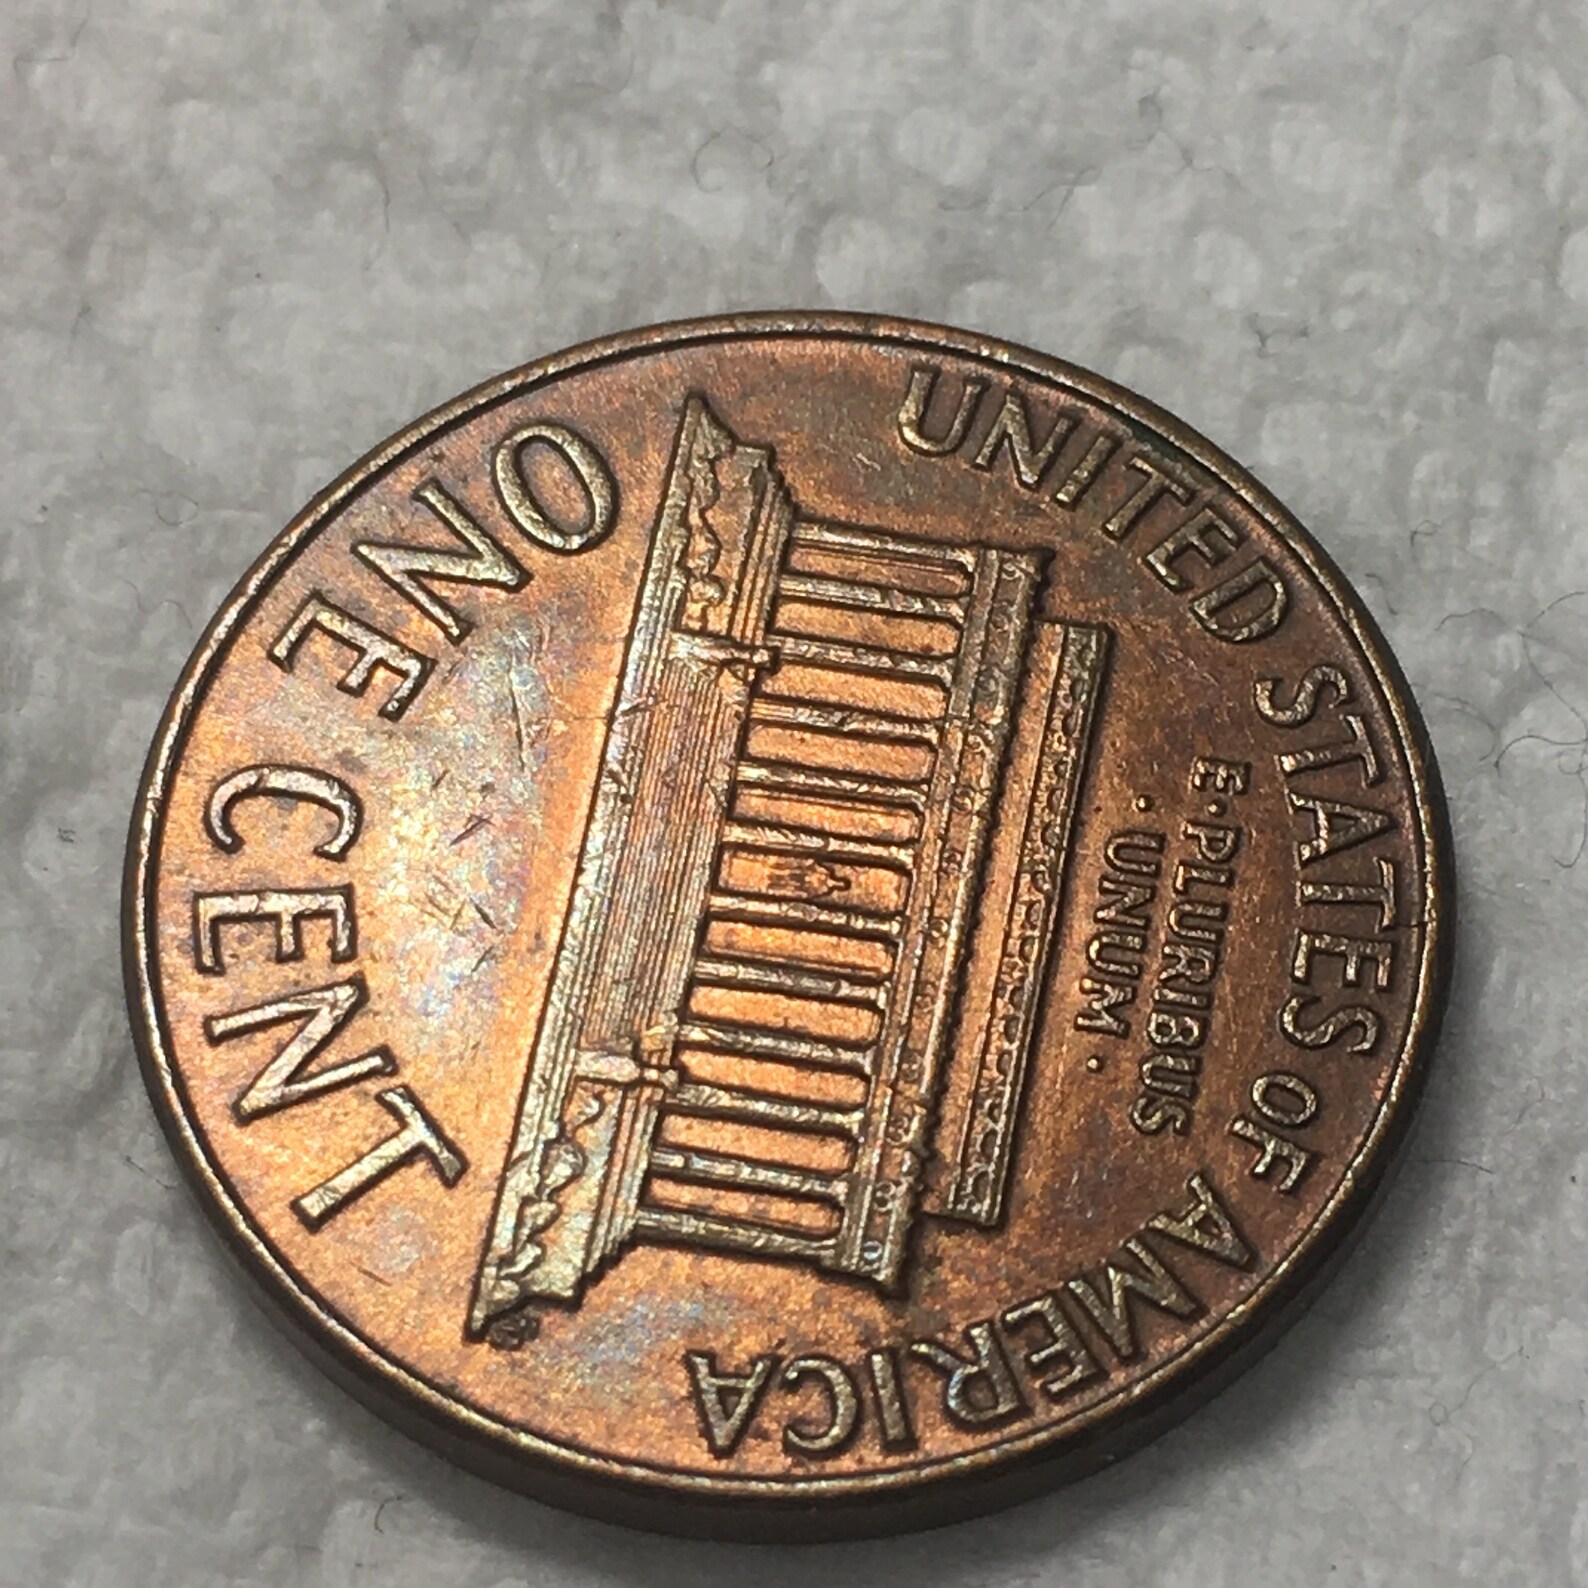 UNITED STATES OF AMERICA
E·PLURIBUS
·UNUM·
ONE CENT